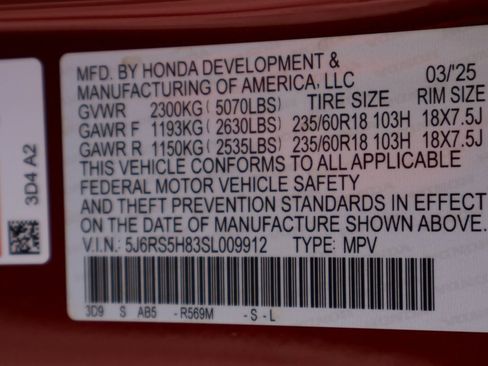 MFD. BY HONDA DEVELOPMENT &
MANUFACTURING OF AMERICA, LLC 03/'25
GVWR 2300KG ( 5070LBS) TIRE SIZE RIM SIZE
GAWR F 1193KG ( 2630LBS) 235/60R18 103H 18X7.5J
GAWR R 1150KG ( 2535LBS) 235/60R18 103H 18X7.5J
THIS VEHICLE CONFORMS TO ALL APPLICABLE
FEDERAL MOTOR VEHICLE SAFETY
AND THEFT PREVENTION STANDARDS IN EFFECT
ON THE DATE OF MANUFACTURE SHOWN ABOVE.
V.I.N.: 5J6RS5H83SL009912 TYPE: MPV
3D9 S AB5 - R569M - S - L
3D4 A2